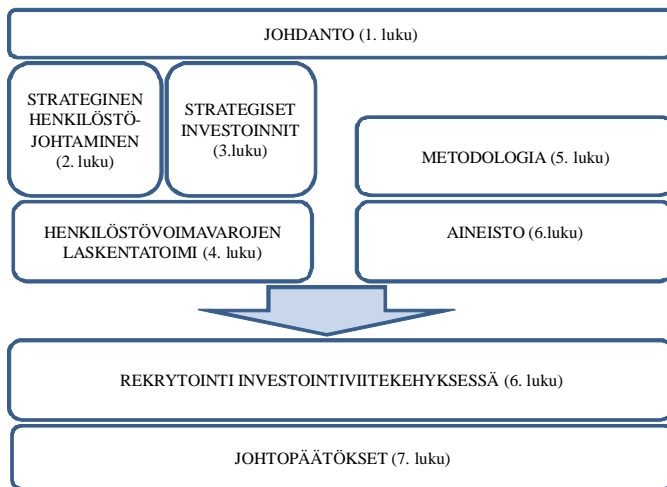 JOHDANTO (1. luku)
STRATEGINEN
HENKILÖSTÖ-
JOHTAMINEN
(2. luku)
STRATEGISET
INVESTOINNIT
(3.luku)
HENKILÖSTÖVOIMAVAROJEN
LASKENTATOIMI (4. luku)
METODOLOGIA (5. luku)
AINEISTO (6.luku)
REKRYTOINTI INVESTOINTIVIITEKEHYKSESSÄ (6. luku)
JOHTOPÄÄTÖKSET (7. luku)